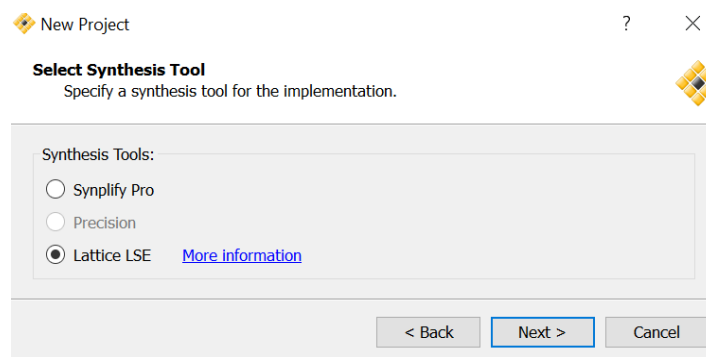 New Project
?
Select Synthesis Tool
Specify a synthesis tool for the implementation.
Synthesis Tools:
Synplify Pro
Precision
Lattice LSE More information
< Back Next > Cancel